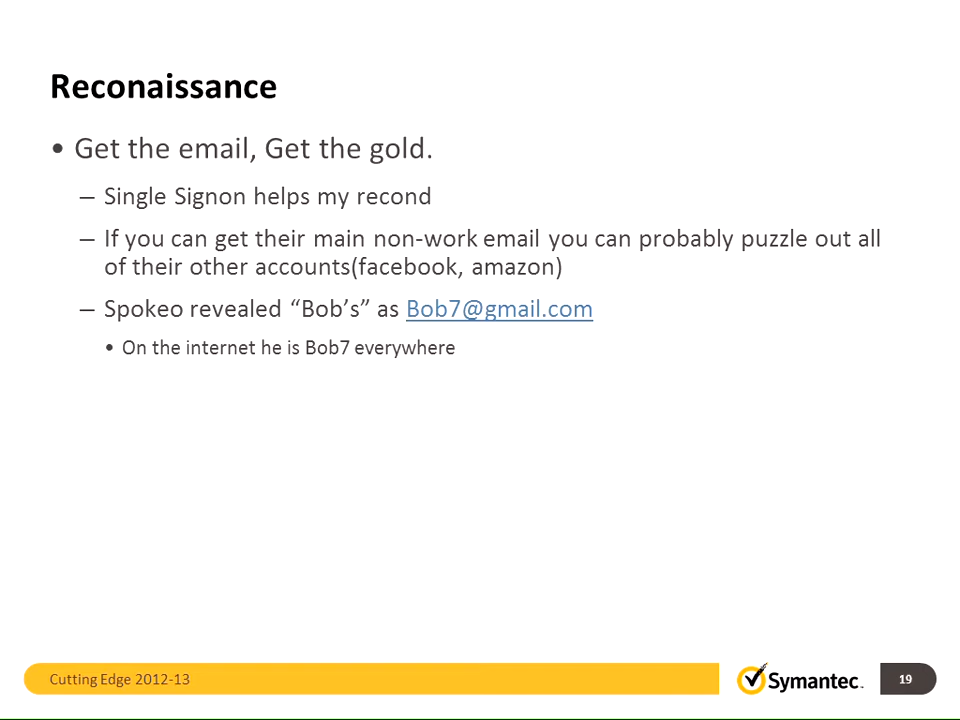 Reconaissance
• Get the email, Get the gold.
– Single Signon helps my recond
– If you can get their main non-work email you can probably puzzle out all
of their other accounts(facebook, amazon)
– Spokeo revealed “Bob’s” as Bob7@gmail.com
• On the internet he is Bob7 everywhere
Cutting Edge 2012-13
Symantec™
19